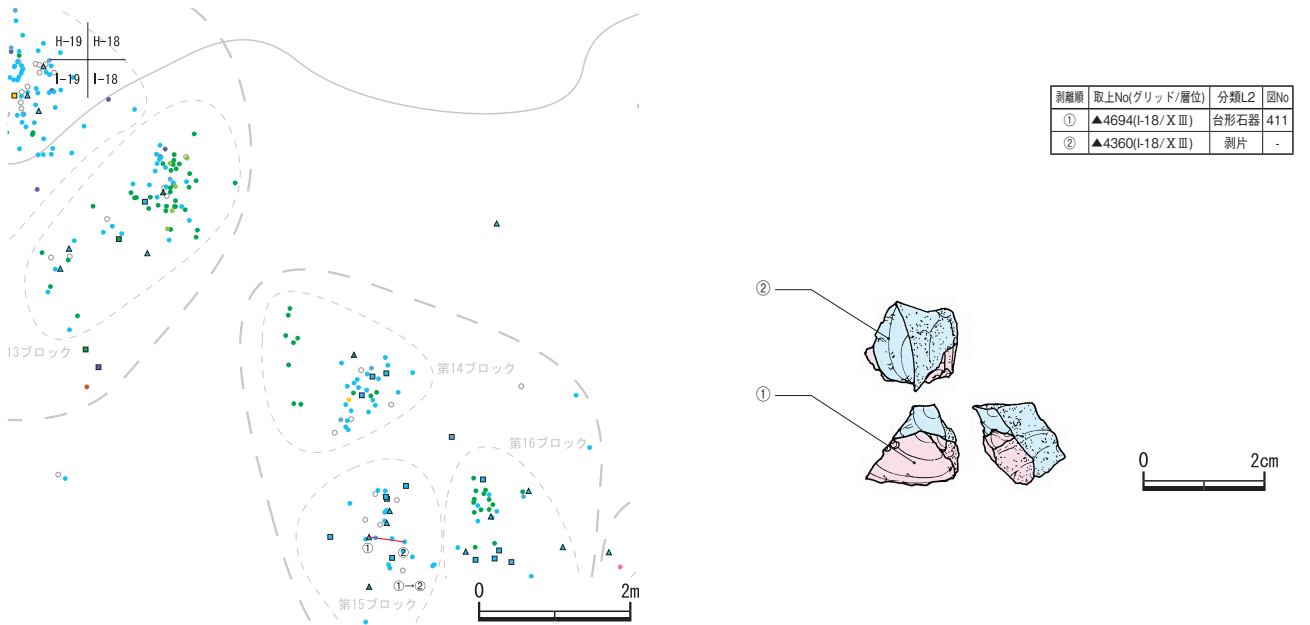 H-19 H-18
I-19 I-18
13ブロック
第14ブロック
第16ブロック
①
②
①→②
第15ブロック
0 2m
剥離順 取上No(グリッド/層位) 分類L2 図No
① ▲4694(I-18/XⅢ) 台形石器 411
② ▲4360(I-18/XⅢ) 剥片 -
②
①
0 2cm